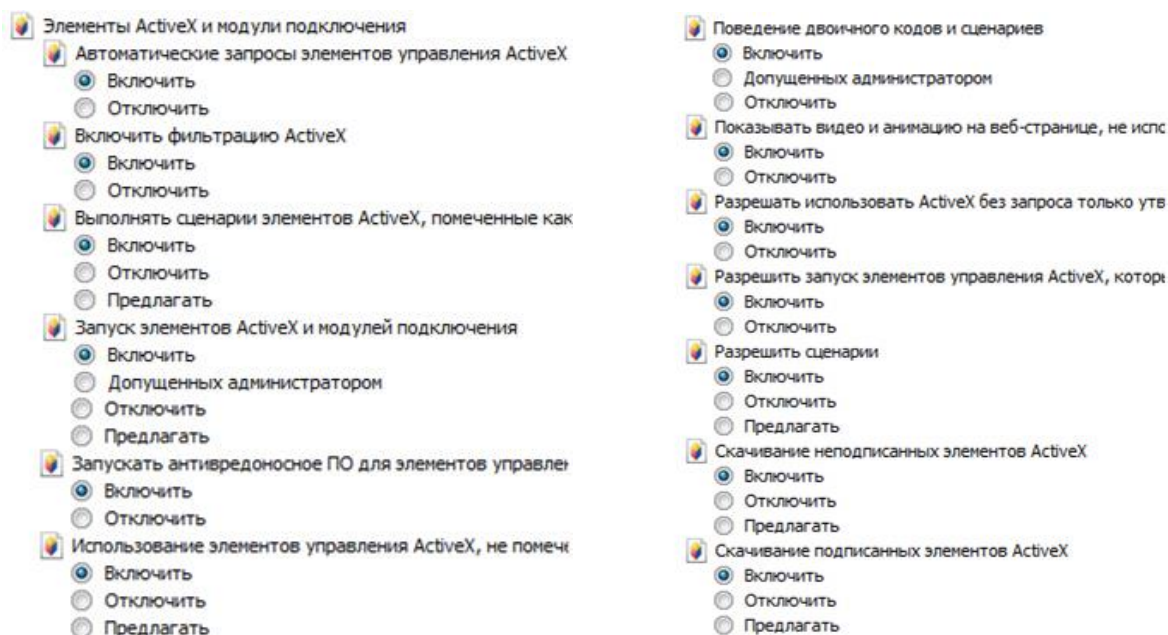 Элементы ActiveX и модули подключения
Автоматические запросы элементов управления ActiveX
Включить
Отключить
Включить фильтрацию ActiveX
Включить
Отключить
Выполнять сценарии элементов ActiveX, помеченные как
Включить
Отключить
Предлагать
Запуск элементов ActiveX и модулей подключения
Включить
Допущенных администратором
Отключить
Предлагать
Запускать антивредоносное ПО для элементов управлен
Включить
Отключить
Использование элементов управления ActiveX, не помече
Включить
Отключить
Предлагать
Поведение двоичного кодов и сценариев
Включить
Допущенных администратором
Отключить
Показывать видео и анимацию на веб-странице, не испо
Включить
Отключить
Разрешать использовать ActiveX без запроса только утв
Включить
Отключить
Разрешить запуск элементов управления ActiveX, которы
Включить
Отключить
Разрешить сценарии
Включить
Отключить
Предлагать
Скачивание неподписанных элементов ActiveX
Включить
Отключить
Предлагать
Скачивание подписанных элементов ActiveX
Включить
Отключить
Предлагать